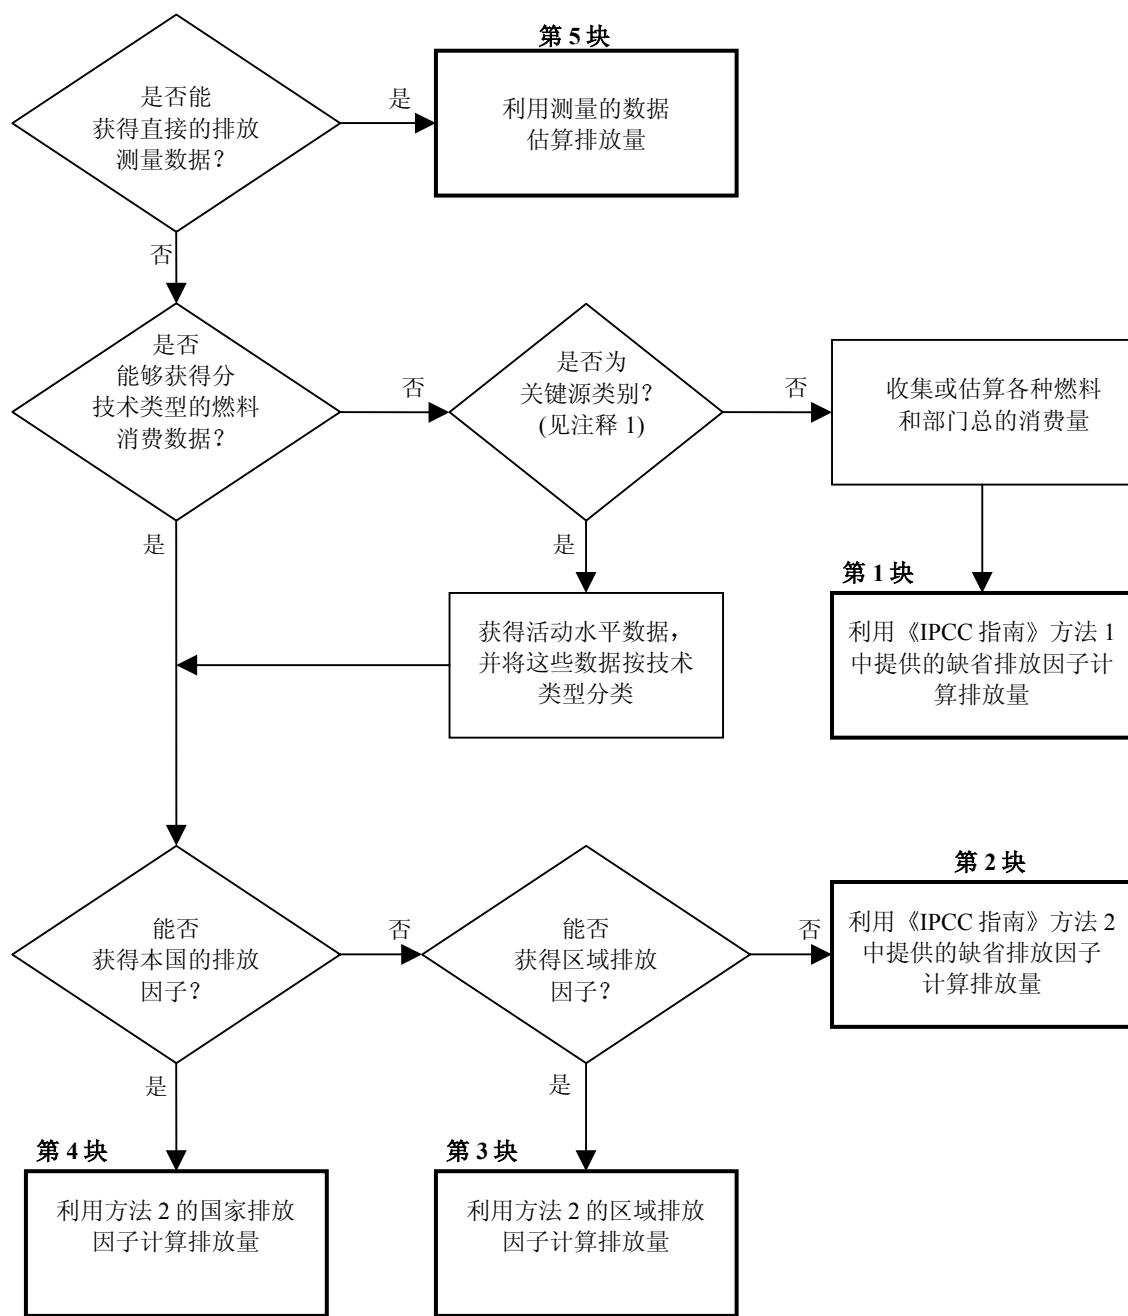 第 5 块
是否能
获得直接的排放
测量数据？
是
利用测量的数据
估算排放量
否
是否
能够获得分
技术类型的燃料
消费数据？
否
是否为
关键源类别？
(见注释 1)
否
收集或估算各种燃料
和部门总的消费量
是
是
第 1 块
获得活动水平数据，
并将这些数据按技术
类型分类
利用《IPCC 指南》方法 1
中提供的缺省排放因子计
算排放量
第 2 块
能否
获得本国的排放
因子？
否
能否
获得区域排放
因子？
否
利用《IPCC 指南》方法 2
中提供的缺省排放因子
计算排放量
是
是
第 4 块
第 3 块
利用方法 2 的国家排放
因子计算排放量
利用方法 2 的区域排放
因子计算排放量